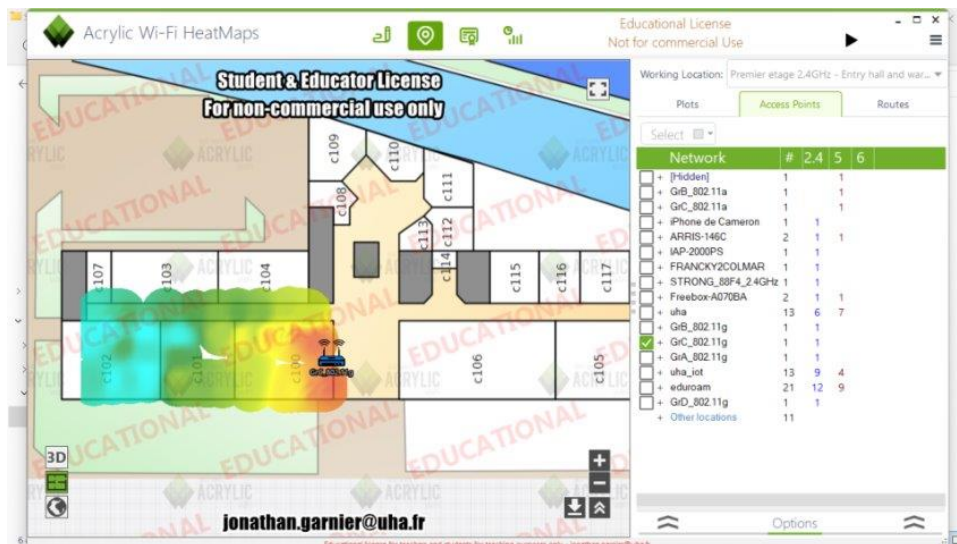 Acrylic Wi-Fi HeatMaps
Educational License
Not for commercial Use
Student & Educator License
For non-commercial use only
EDUCATIONAL
ACRYLIC
c109
c110
c108
c111
c112
c113
c114
c107
c103
c104
c115
c116
c117
c102
c101
c100
c106
c105
GrC_802.11g
3D
jonathan.garnier@uha.fr
Working Location: Premier etage 2.4GHz - Entry hall and war...
Plots Access Points Routes
Select
Network # 2.4 5 6
[Hidden] 1 1
GrB_802.11a 1 1
GrC_802.11a 1 1
iPhone de Cameron 1 1
ARRIS-146C 2 1 1
IAP-2000PS 1 1
FRANCKY2COLMAR 1 1
STRONG_88F4_2.4GHz 1 1
Freebox-A070BA 2 1 1
uha 13 6 7
GrB_802.11g 1 1
GrC_802.11g 1 1
GrA_802.11g 1 1
uha_iot 13 9 4
eduroam 21 12 9
GrD_802.11g 1 1
Other locations 11
Options